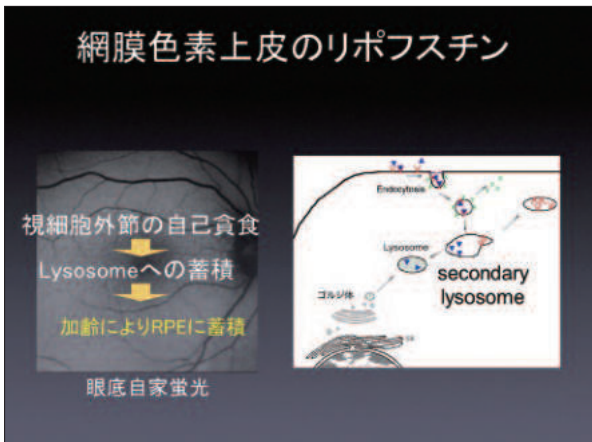 網膜色素上皮のリポフスチン
視細胞外節の自己貪食
Lysosomeへの蓄積
加齢によりRPEに蓄積
眼底自家蛍光
Endocytosis
Lysosome
secondary
lysosome
ゴルジ体